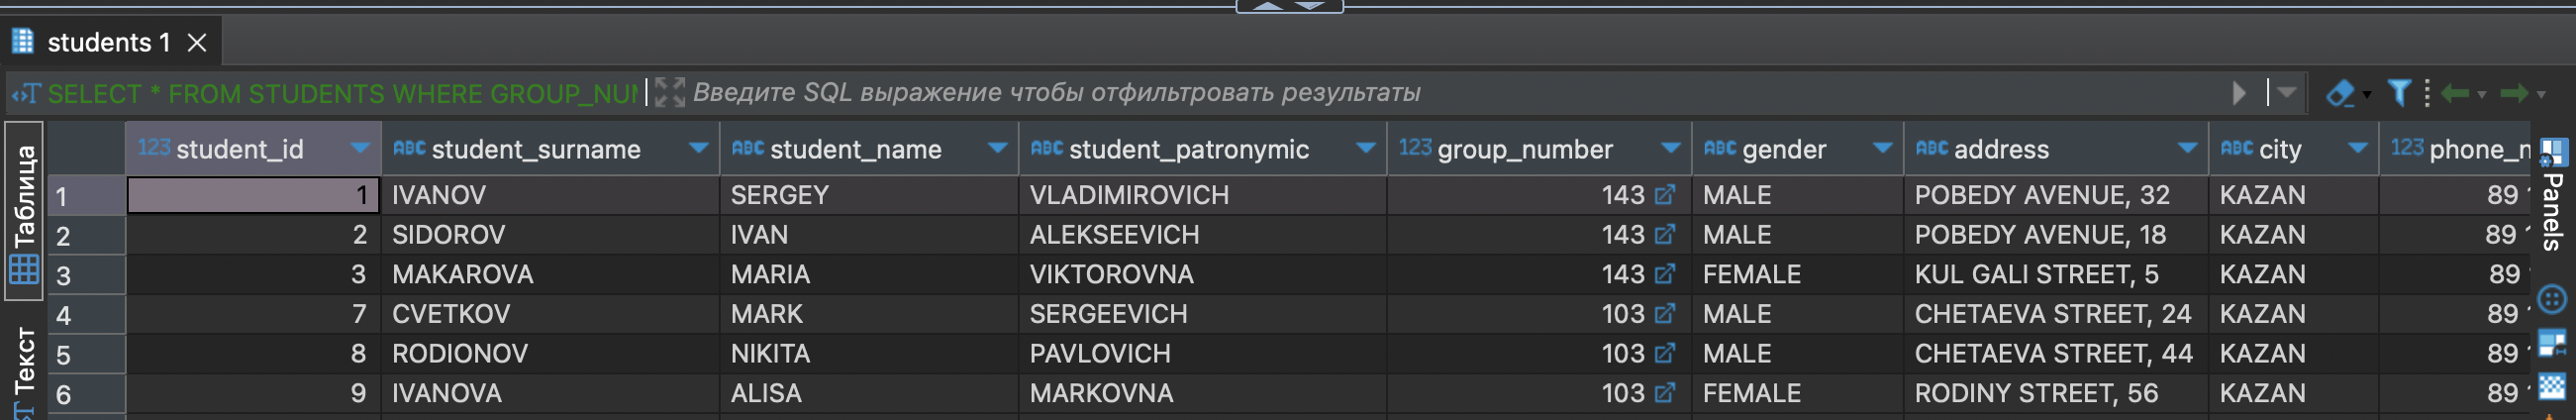 students 1
SELECT * FROM STUDENTS WHERE GROUP_NUM Введите SQL выражение чтобы отфильтровать результаты
Таблица
Текст
123 student_id ABC student_surname ABC student_name ABC student_patronymic 123 group_number ABC gender ABC address ABC city 123 phone_n
1 1 IVANOV SERGEY VLADIMIROVICH 143 MALE POBEDY AVENUE, 32 KAZAN 89
2 2 SIDOROV IVAN ALEKSEEVICH 143 MALE POBEDY AVENUE, 18 KAZAN 89
3 3 MAKAROVA MARIA VIKTOROVNA 143 FEMALE KUL GALI STREET, 5 KAZAN 89
4 7 CVETKOV MARK SERGEEVICH 103 MALE CHETAEVA STREET, 24 KAZAN 89
5 8 RODIONOV NIKITA PAVLOVICH 103 MALE CHETAEVA STREET, 44 KAZAN 89
6 9 IVANOVA ALISA MARKOVNA 103 FEMALE RODINY STREET, 56 KAZAN 89
Panels